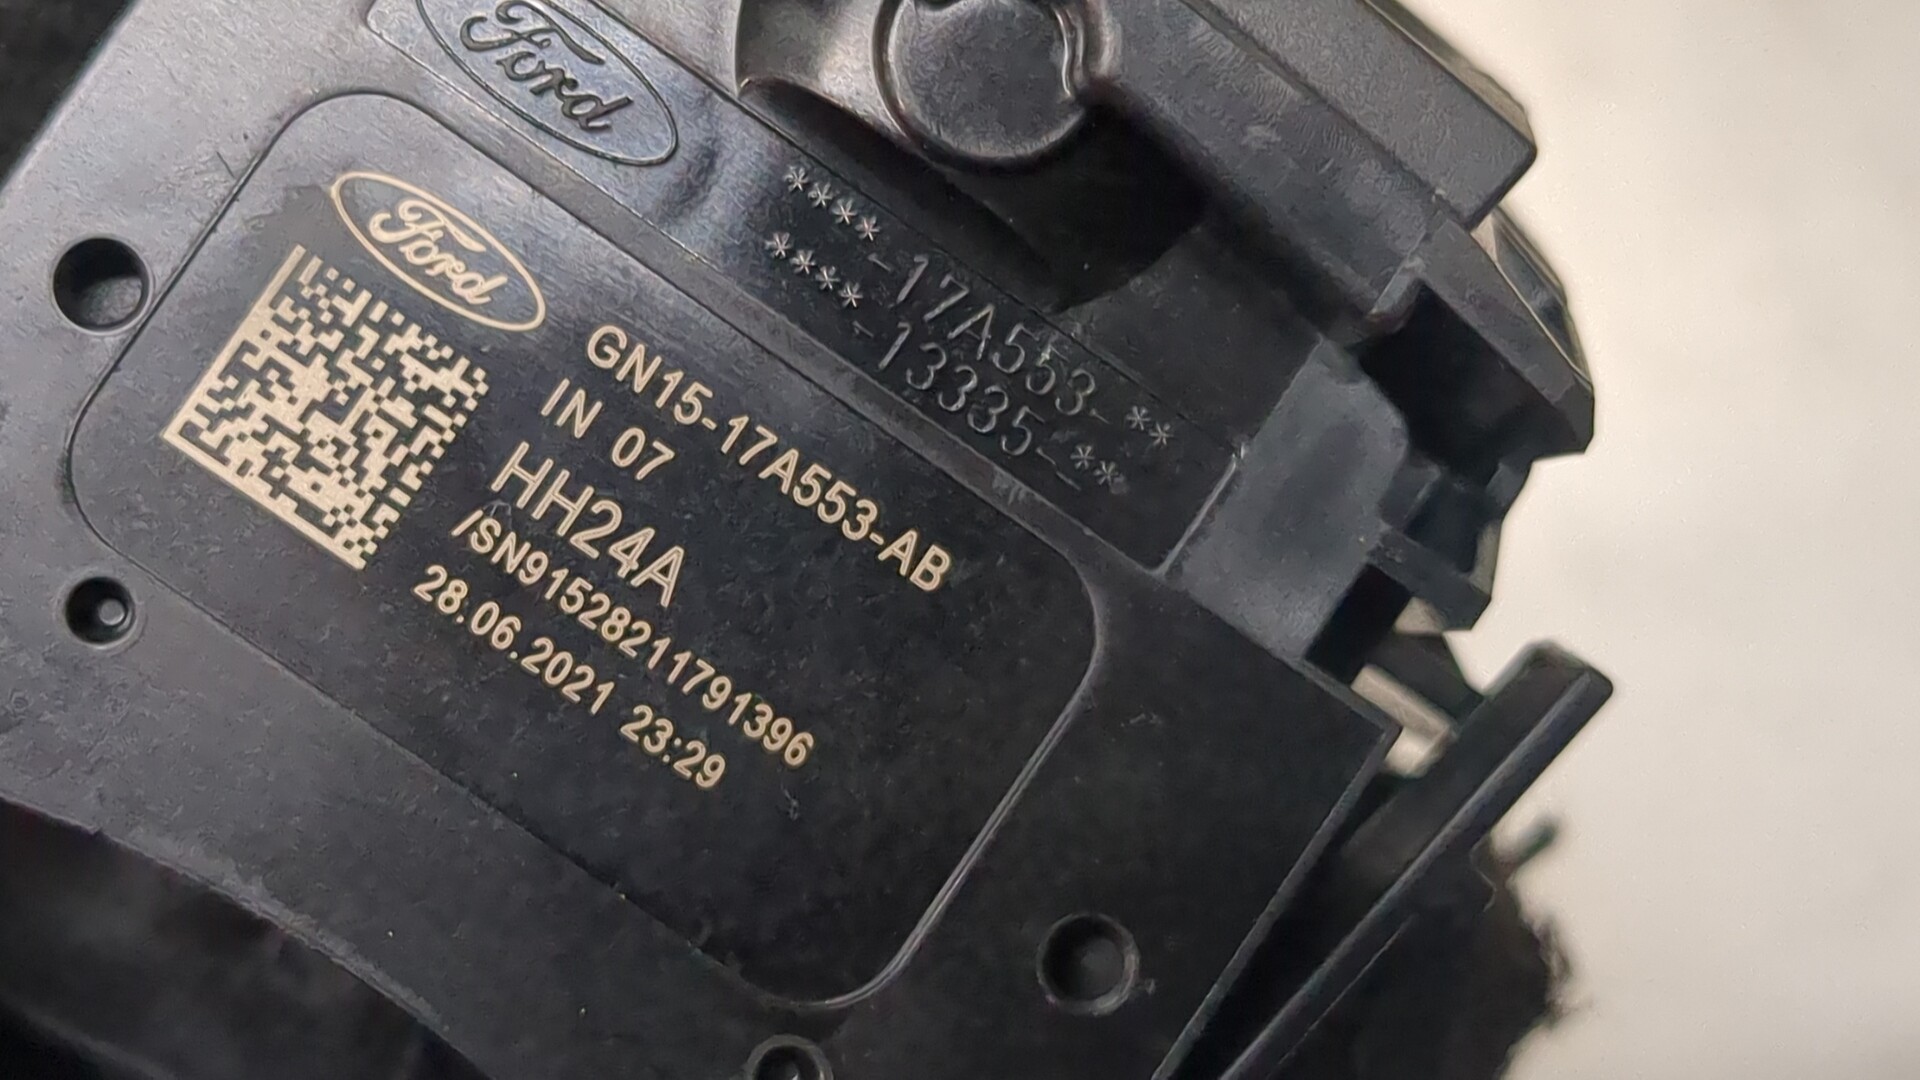 Ford
****-17A553-**
****-13335-**
Ford
GN15-17A553-AB
IN 07
HH24A
/SN91528211791396
28.06.2021 23:29